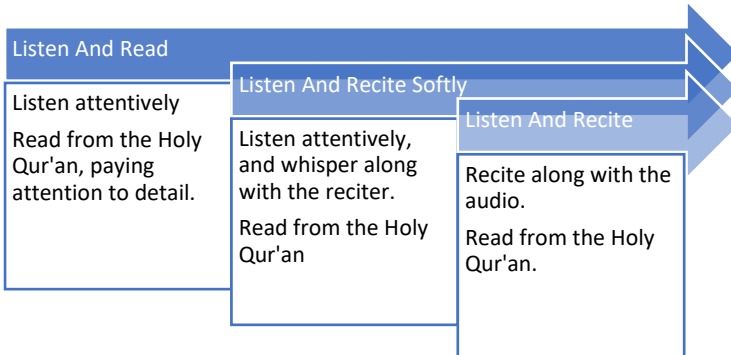 Listen And Read
Listen attentively
Read from the Holy
Qur'an, paying
attention to detail.
Listen And Recite Softly
Listen attentively,
and whisper along
with the reciter.
Read from the Holy
Qur'an
Listen And Recite
Recite along with the
audio.
Read from the Holy
Qur'an.